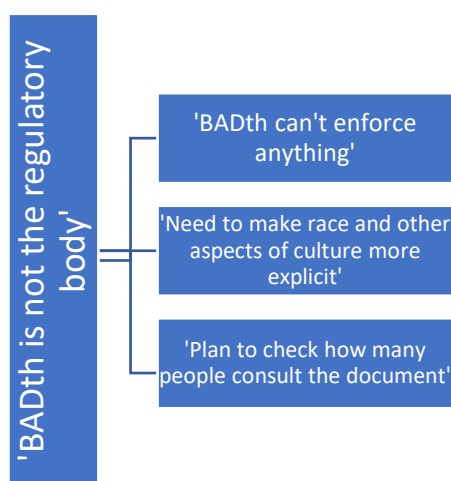 'BADth is not the regulatory
body'
'BADth can't enforce
anything'
'Need to make race and other
aspects of culture more
explicit'
'Plan to check how many
people consult the document'